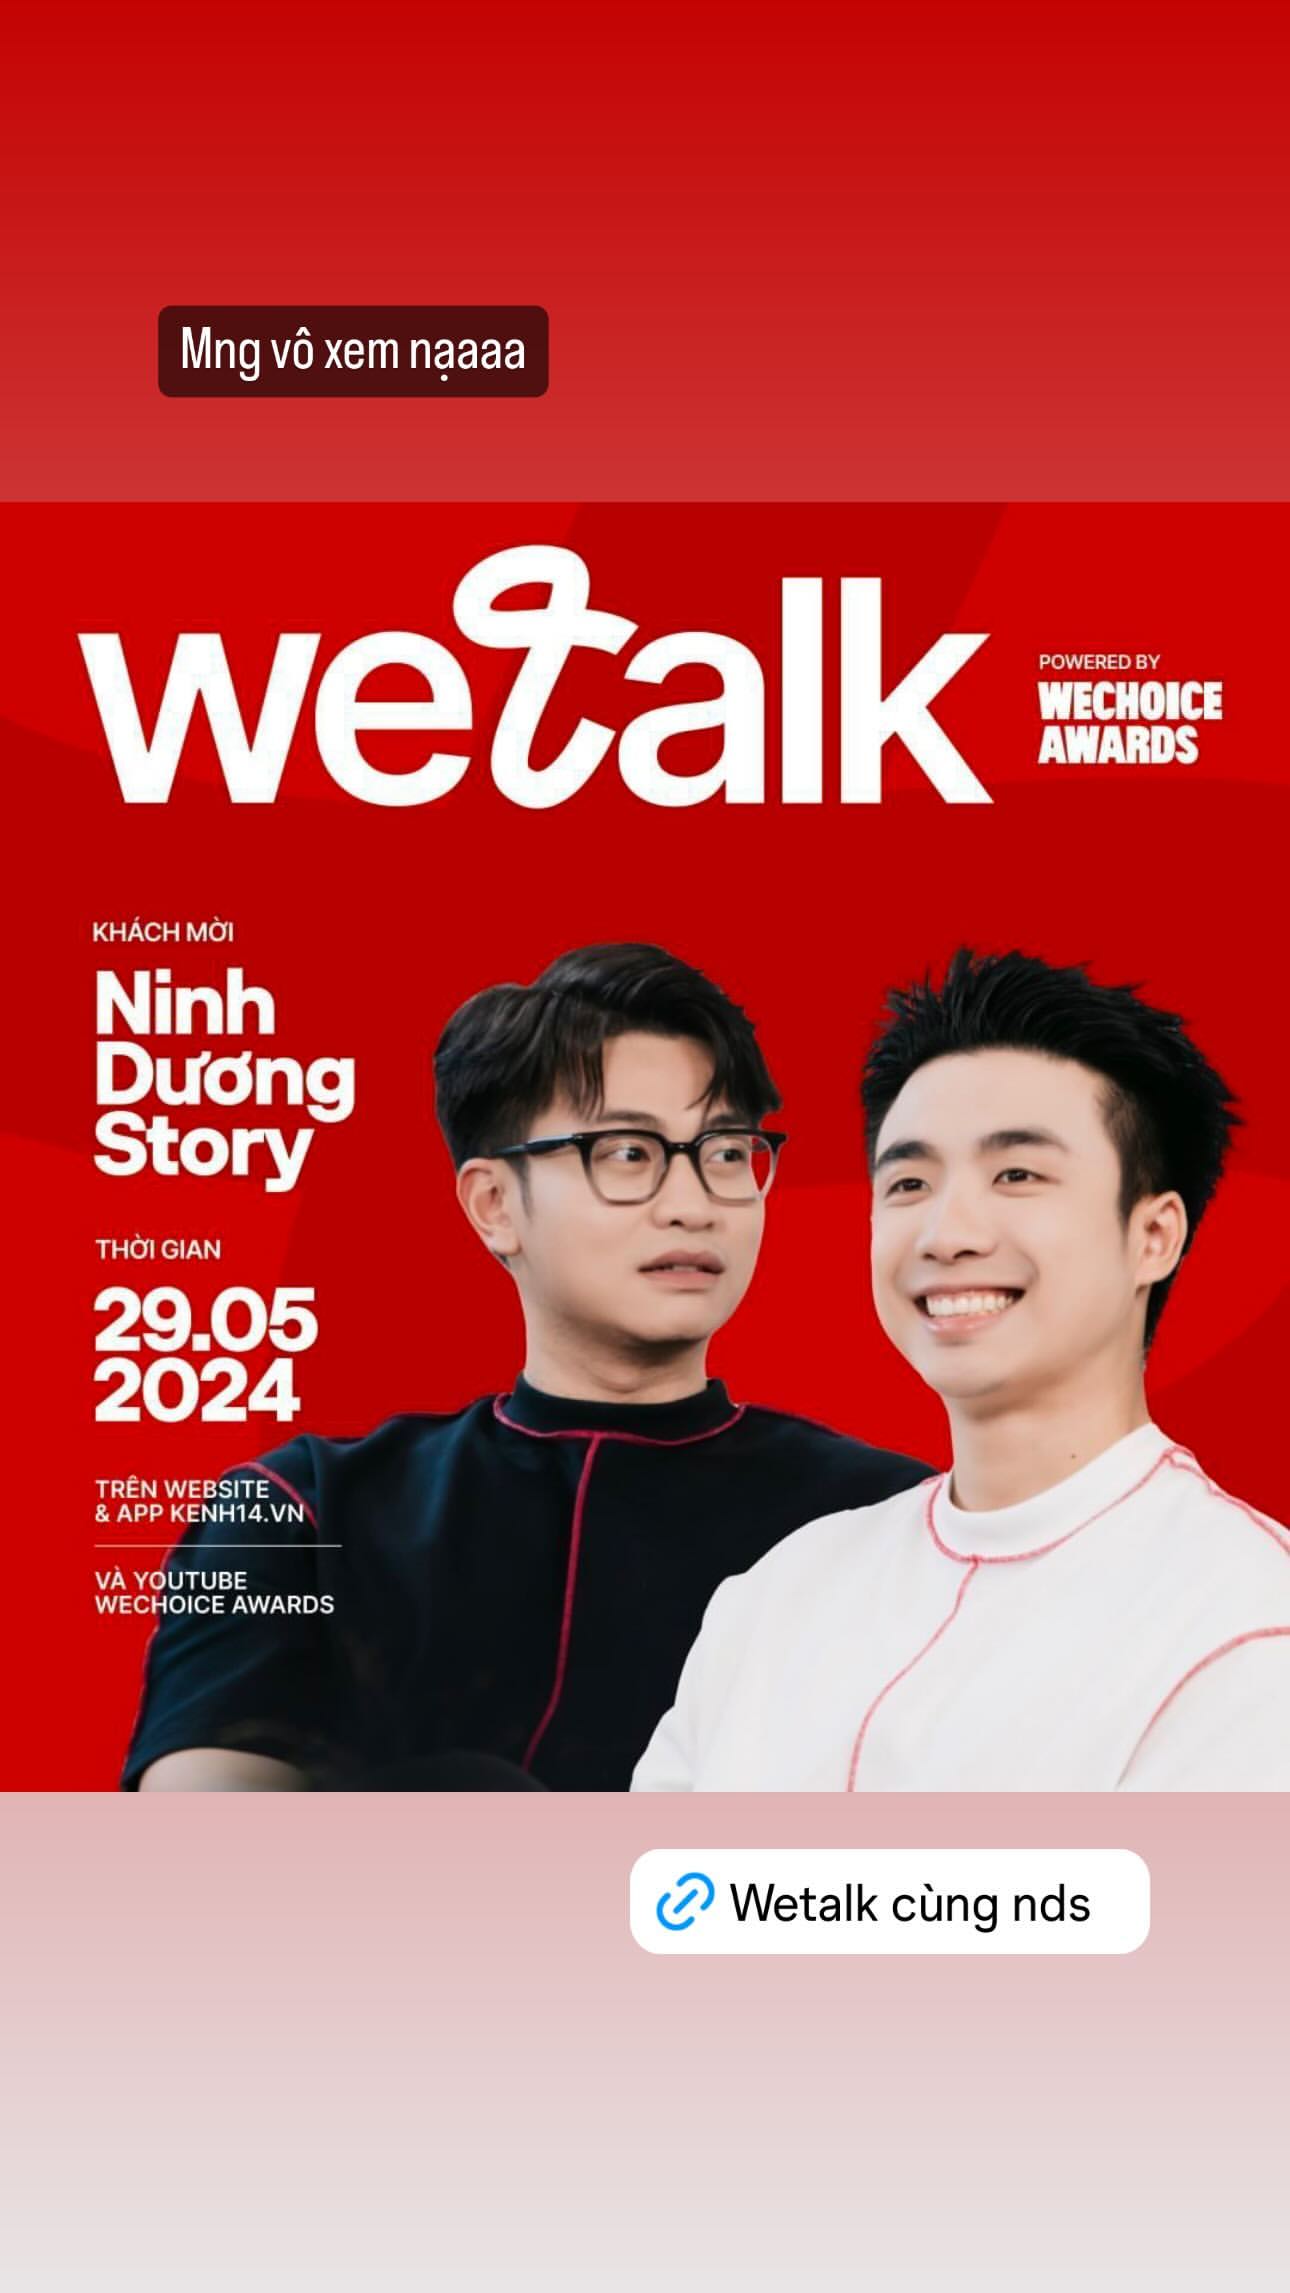 Mng vô xem nạaaa
wetalk
POWERED BY
WECHOICE
AWARDS
KHÁCH MỜI
Ninh
Dương
Story
THỜI GIAN
29.05
2024
TRÊN WEBSITE
& APP KENH14.VN
VÀ YOUTUBE
WECHOICE AWARDS
Wetalk cùng nds